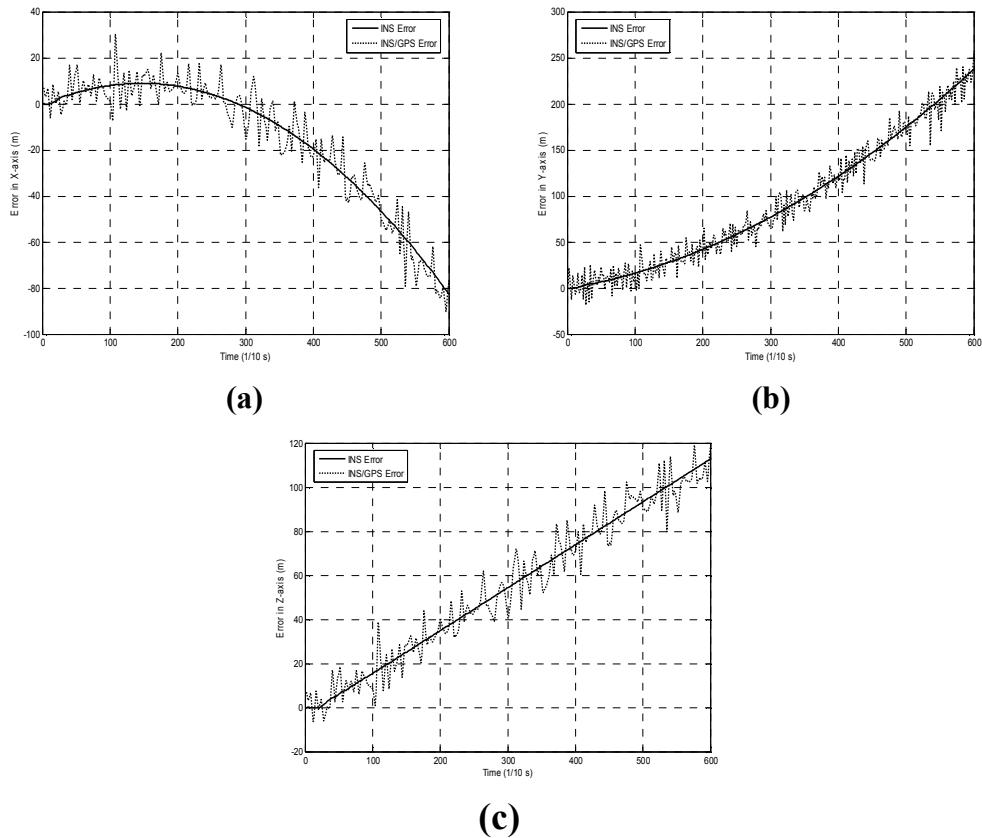 40
20
0
-20
-40
-60
-80
-100
Error in X-axis (m)
INS Error
INS/GPS Error
0 100 200 300 400 500 600
Time (1/10 s)
(a)
300
250
200
150
100
50
0
-50
Error in Y-axis (m)
INS Error
INS/GPS Error
0 100 200 300 400 500 600
Time (1/10 s)
(b)
120
100
80
60
40
20
0
-20
Error in Z-axis (m)
INS Error
INS/GPS Error
0 100 200 300 400 500 600
Time (1/10 s)
(c)